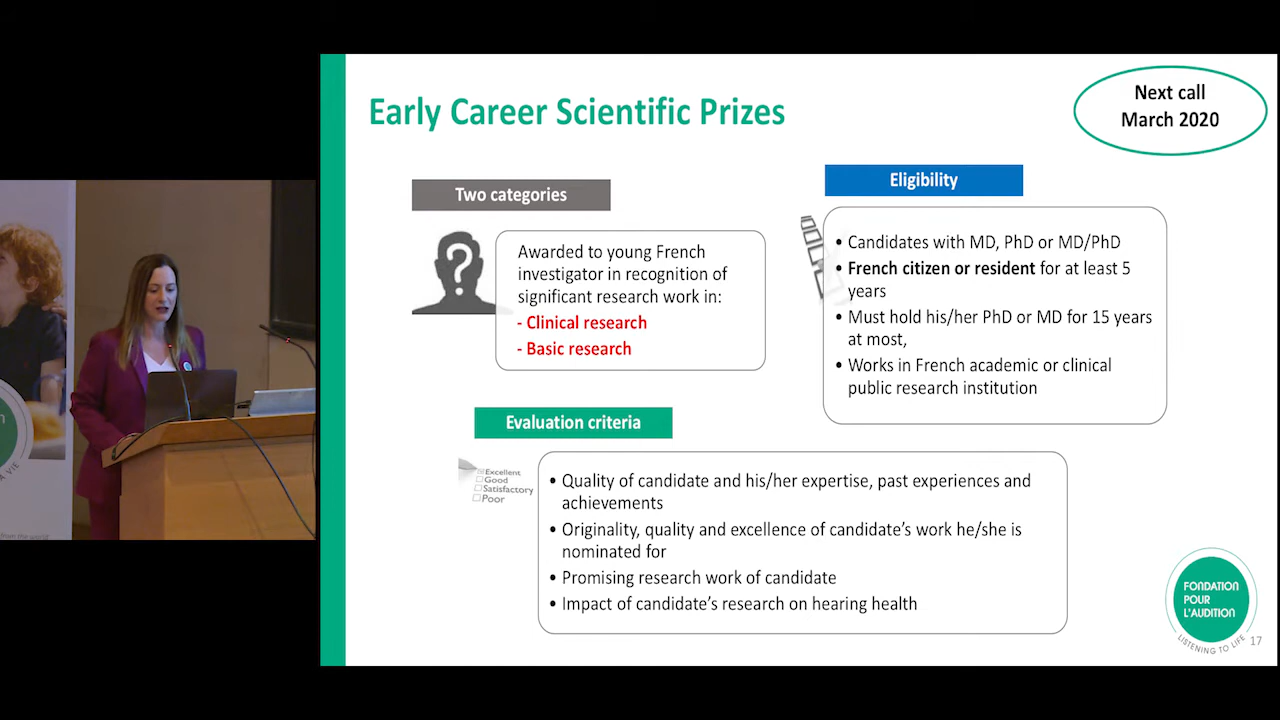 Early Career Scientific Prizes
Next call
March 2020
Two categories
Awarded to young French
investigator in recognition of
significant research work in:
- Clinical research
- Basic research
Eligibility
• Candidates with MD, PhD or MD/PhD
• French citizen or resident for at least 5
years
• Must hold his/her PhD or MD for 15 years
at most,
• Works in French academic or clinical
public research institution
Evaluation criteria
Excellent
Good
Satisfactory
Poor
• Quality of candidate and his/her expertise, past experiences and
achievements
• Originality, quality and excellence of candidate's work he/she is
nominated for
• Promising research work of candidate
• Impact of candidate's research on hearing health
FONDATION
POUR
L'AUDITION
LISTENING TO LIFE
17
VIE
from the world